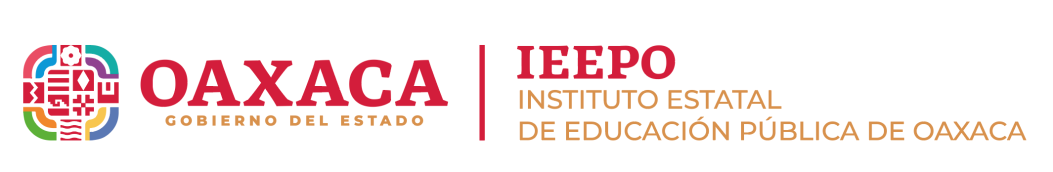 OAXACA
GOBIERNO DEL ESTADO
IEEPO
INSTITUTO ESTATAL
DE EDUCACIÓN PÚBLICA DE OAXACA